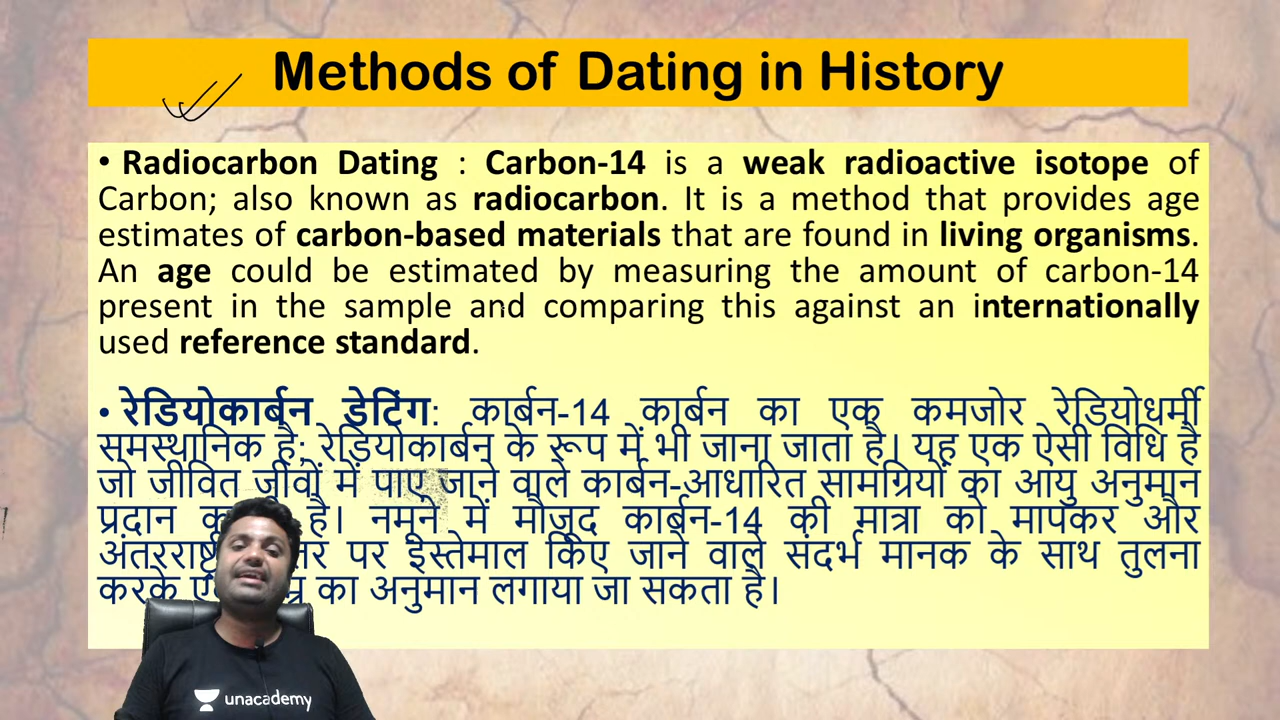 Methods of Dating in History
• Radiocarbon Dating : Carbon-14 is a weak radioactive isotope of
Carbon; also known as radiocarbon. It is a method that provides age
estimates of carbon-based materials that are found in living organisms.
An age could be estimated by measuring the amount of carbon-14
present in the sample and comparing this against an internationally
used reference standard.
• रेडियोकार्बन डेटिंग: कार्बन-14 कार्बन का एक कमजोर रेडियोधर्मी
समस्थानिक है; रेडियोकार्बन के रूप में भी जाना जाता है। यह एक ऐसी विधि है
जो जीवित जीवों में पाए जाने वाले कार्बन-आधारित सामग्रियों का आयु अनुमान
प्रदान है। नमूने में मौजूद कार्बन-14 की मात्रा को मापकर और
पर इस्तेमाल किए जाने वाले संदर्भ मानक के साथ तुलना
करके का अनुमान लगाया जा सकता है।
unacademy